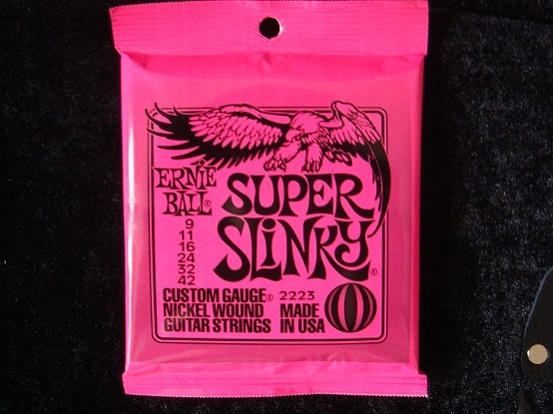 ERNIE
BALL®
SUPER
SLINKY®
9
11
16
24
32
42
CUSTOM GAUGE® 2223
NICKEL WOUND MADE
GUITAR STRINGS IN USA